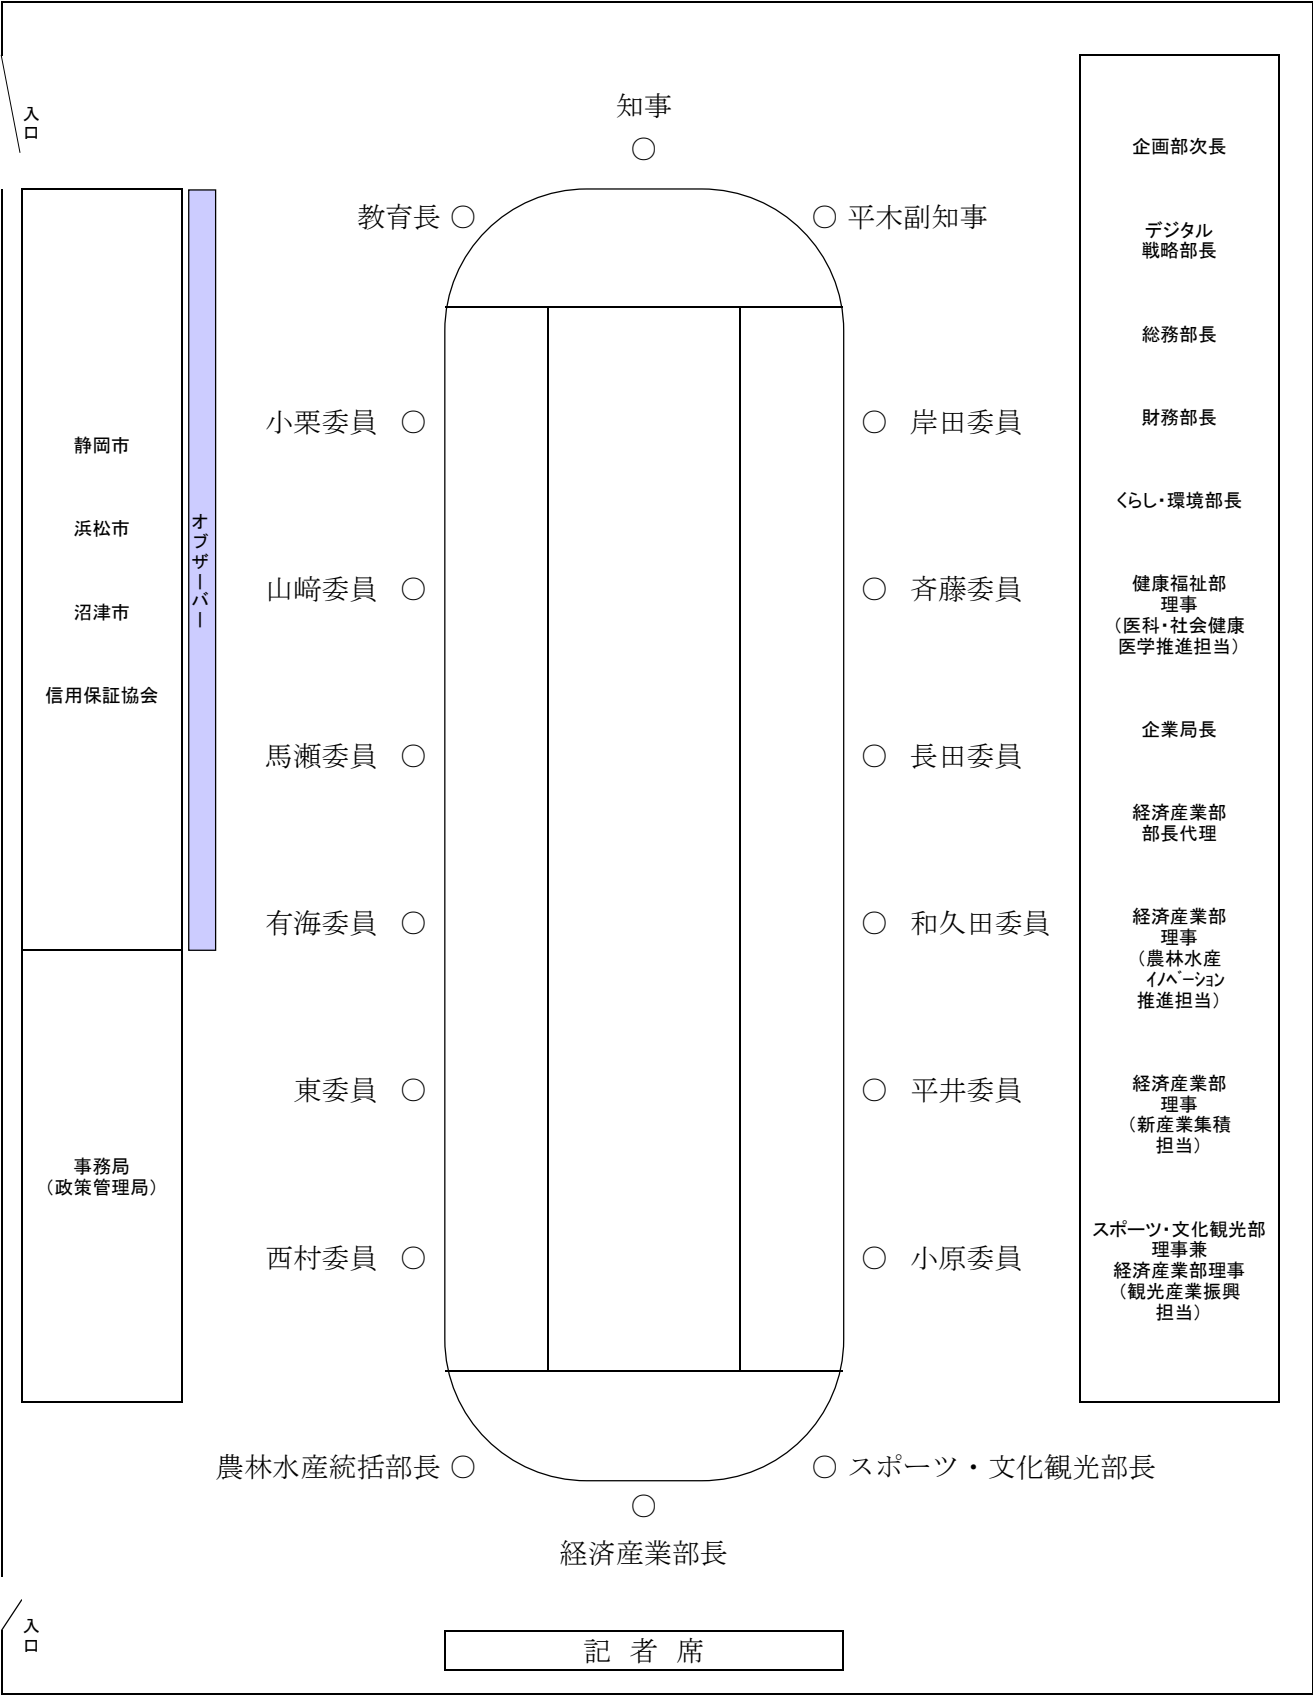 入口
知事
○
教育長 ○
○ 平木副知事
小栗委員 ○
○ 岸田委員
山﨑委員 ○
○ 斉藤委員
馬瀬委員 ○
○ 長田委員
有海委員 ○
○ 和久田委員
東委員 ○
○ 平井委員
西村委員 ○
○ 小原委員
農林水産統括部長 ○
○ スポーツ・文化観光部長
○
経済産業部長
静岡市
浜松市
沼津市
信用保証協会
オブザーバー
事務局
（政策管理局）
企画部次長
デジタル
戦略部長
総務部長
財務部長
くらし・環境部長
健康福祉部
理事
（医科・社会健康
医学推進担当）
企業局長
経済産業部
部長代理
経済産業部
理事
（農林水産
ｲﾉﾍﾞｰｼｮﾝ
推進担当）
経済産業部
理事
（新産業集積
担当）
スポーツ・文化観光部
理事兼
経済産業部理事
（観光産業振興
担当）
入口
記 者 席